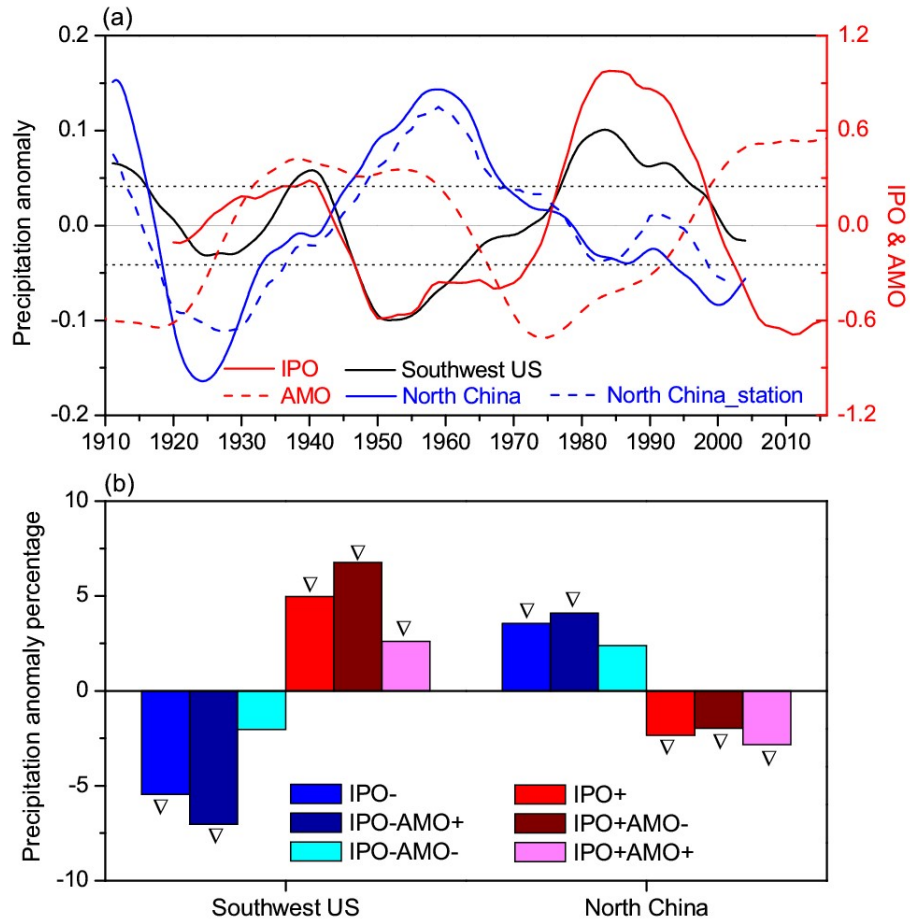 (a)
0.2
0.1
0.0
-0.1
-0.2
Precipitation anomaly
1.2
0.6
0.0
-0.6
-1.2
IPO & AMO
IPO
Southwest US
AMO
North China
North China_station
1910 1920 1930 1940 1950 1960 1970 1980 1990 2000 2010
(b)
10
5
0
-5
-10
Precipitation anomaly percentage
IPO-
IPO+
IPO-AMO+
IPO+AMO-
IPO-AMO-
IPO+AMO+
Southwest US
North China